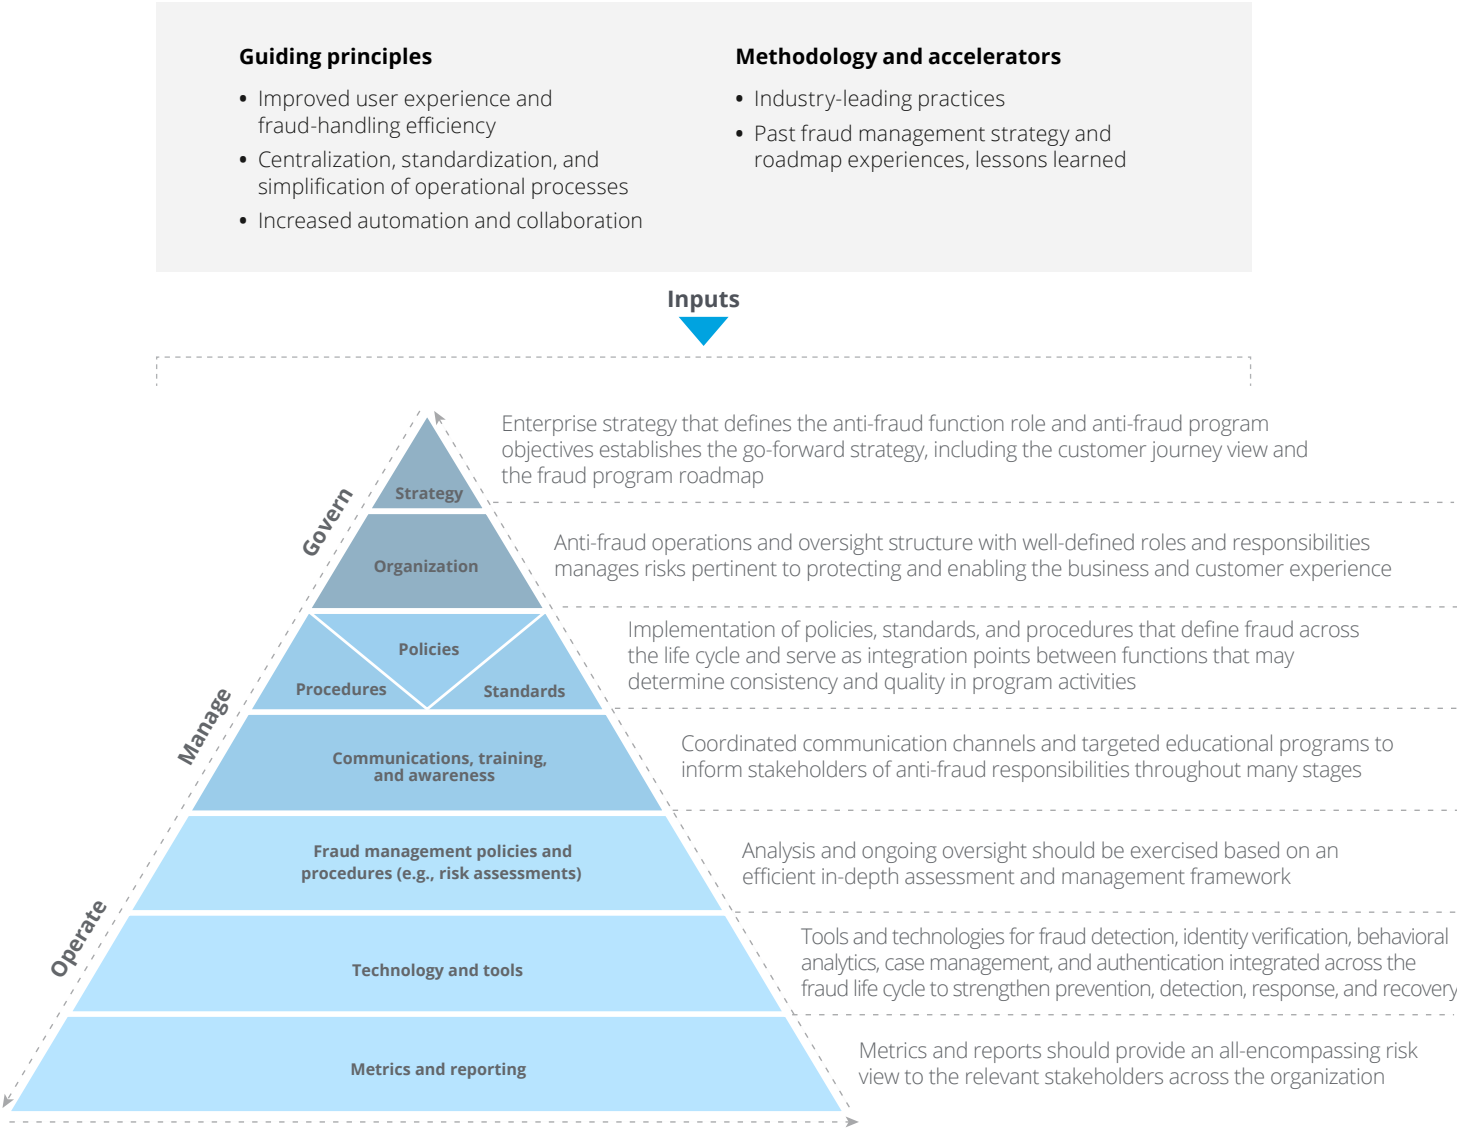 Guiding principles
• Improved user experience and
fraud-handling efficiency
• Centralization, standardization, and
simplification of operational processes
• Increased automation and collaboration
Methodology and accelerators
• Industry-leading practices
• Past fraud management strategy and
roadmap experiences, lessons learned
Inputs
Govern
Strategy
Enterprise strategy that defines the anti-fraud function role and anti-fraud program
objectives establishes the go-forward strategy, including the customer journey view and
the fraud program roadmap
Organization
Anti-fraud operations and oversight structure with well-defined roles and responsibilities
manages risks pertinent to protecting and enabling the business and customer experience
Manage
Policies
Procedures
Standards
Implementation of policies, standards, and procedures that define fraud across
the life cycle and serve as integration points between functions that may
determine consistency and quality in program activities
Communications, training,
and awareness
Coordinated communication channels and targeted educational programs to
inform stakeholders of anti-fraud responsibilities throughout many stages
Operate
Fraud management policies and
procedures (e.g., risk assessments)
Analysis and ongoing oversight should be exercised based on an
efficient in-depth assessment and management framework
Technology and tools
Tools and technologies for fraud detection, identity verification, behavioral
analytics, case management, and authentication integrated across the
fraud life cycle to strengthen prevention, detection, response, and recovery
Metrics and reporting
Metrics and reports should provide an all-encompassing risk
view to the relevant stakeholders across the organization